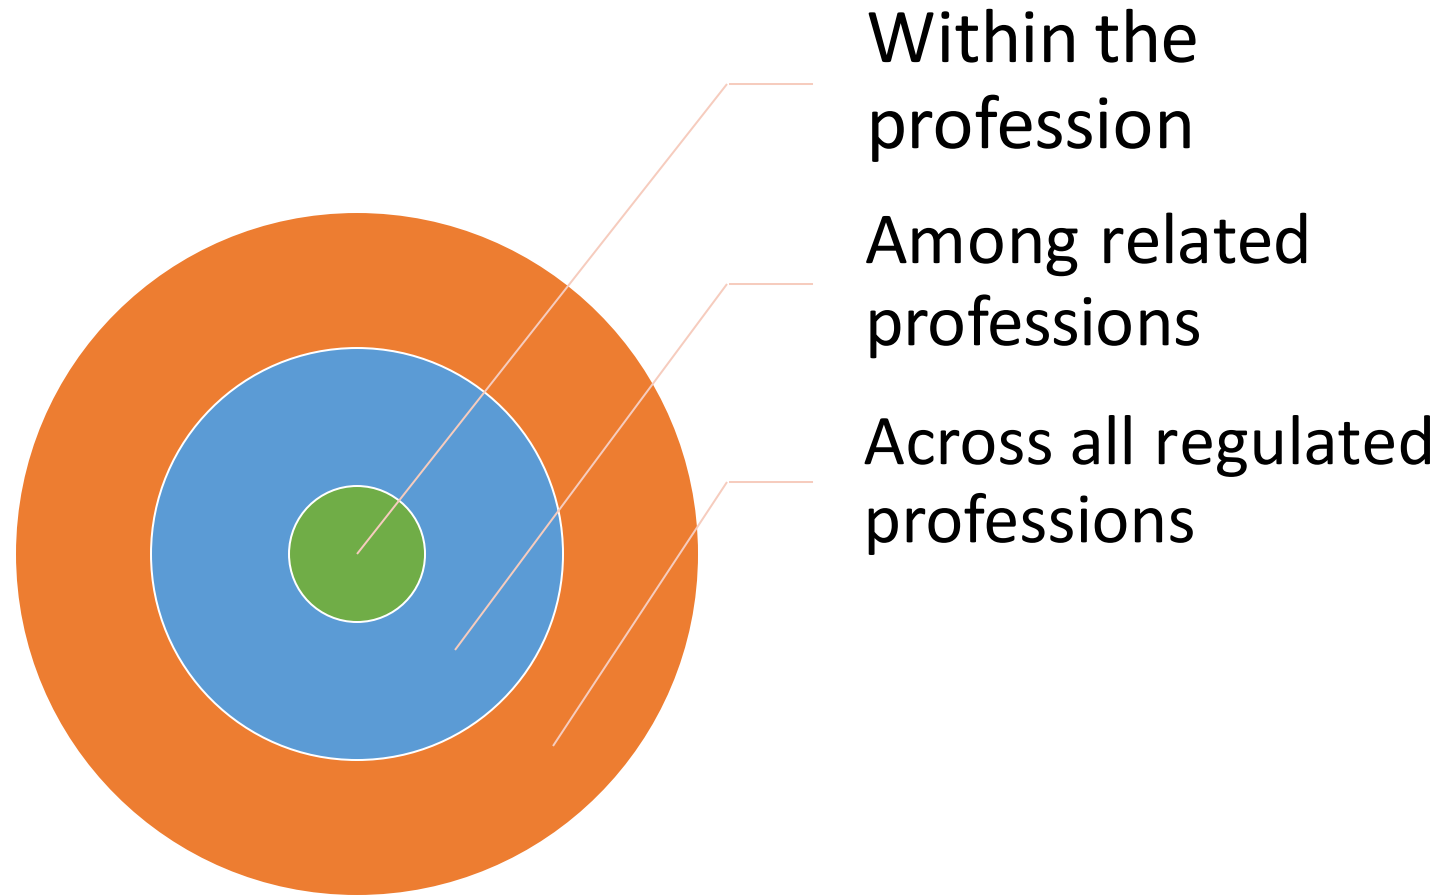 Within the
profession
Among related
professions
Across all regulated
professions